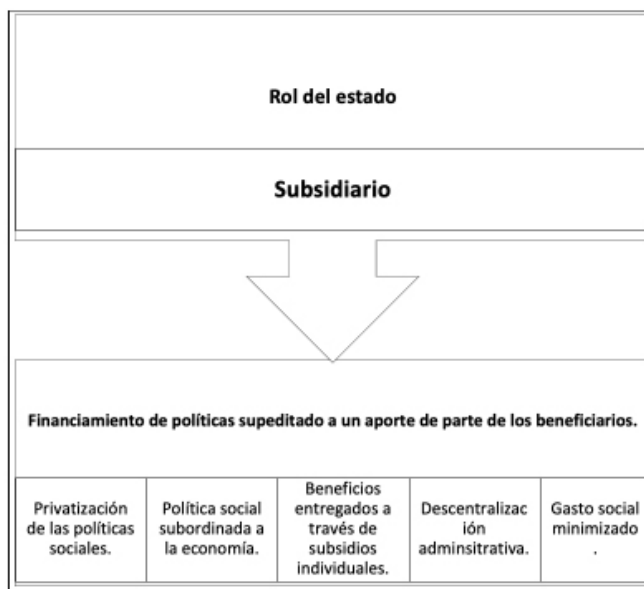 Rol del estado
Subsidiario
Financiamiento de políticas supeditado a un aporte de parte de los beneficiarios.
Privatización
de las políticas
sociales.
Política social
subordinada a
la economía.
Beneficios
entregados a
través de
subsidios
individuales.
Descentralizac
ión
adminsitrativa.
Gasto social
minimizado
.